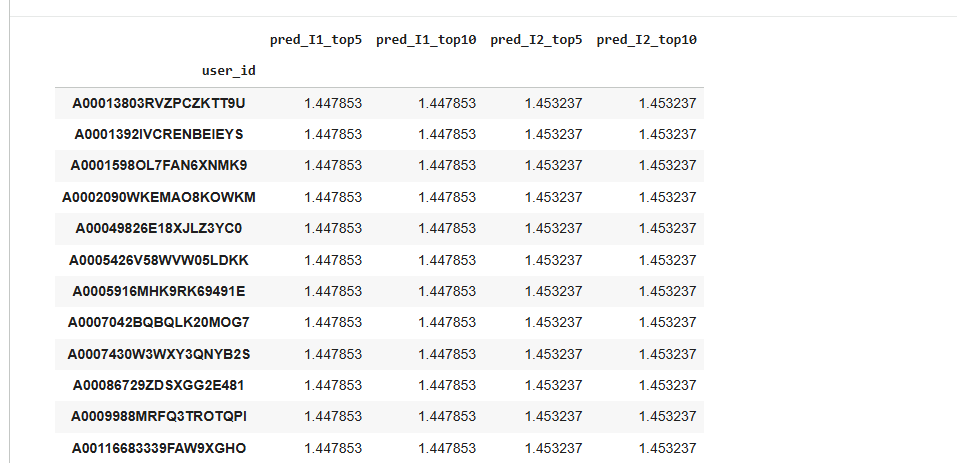 pred_I1_top5 pred_I1_top10 pred_I2_top5 pred_I2_top10
user_id
A00013803RVZPCZKTT9U 1.447853 1.447853 1.453237 1.453237
A0001392IVCRENBEIEYS 1.447853 1.447853 1.453237 1.453237
A0001598OL7FAN6XNMK9 1.447853 1.447853 1.453237 1.453237
A0002090WKEMAO8KOWKM 1.447853 1.447853 1.453237 1.453237
A00049826E18XJLZ3YC0 1.447853 1.447853 1.453237 1.453237
A0005426V58WVW05LDKK 1.447853 1.447853 1.453237 1.453237
A0005916MHK9RK69491E 1.447853 1.447853 1.453237 1.453237
A0007042BQBQLK20MOG7 1.447853 1.447853 1.453237 1.453237
A0007430W3WXY3QNYB2S 1.447853 1.447853 1.453237 1.453237
A00086729ZDSXGG2E481 1.447853 1.447853 1.453237 1.453237
A0009988MRFQ3TROTQPI 1.447853 1.447853 1.453237 1.453237
A00116683339FAW9XGHO 1.447853 1.447853 1.453237 1.453237